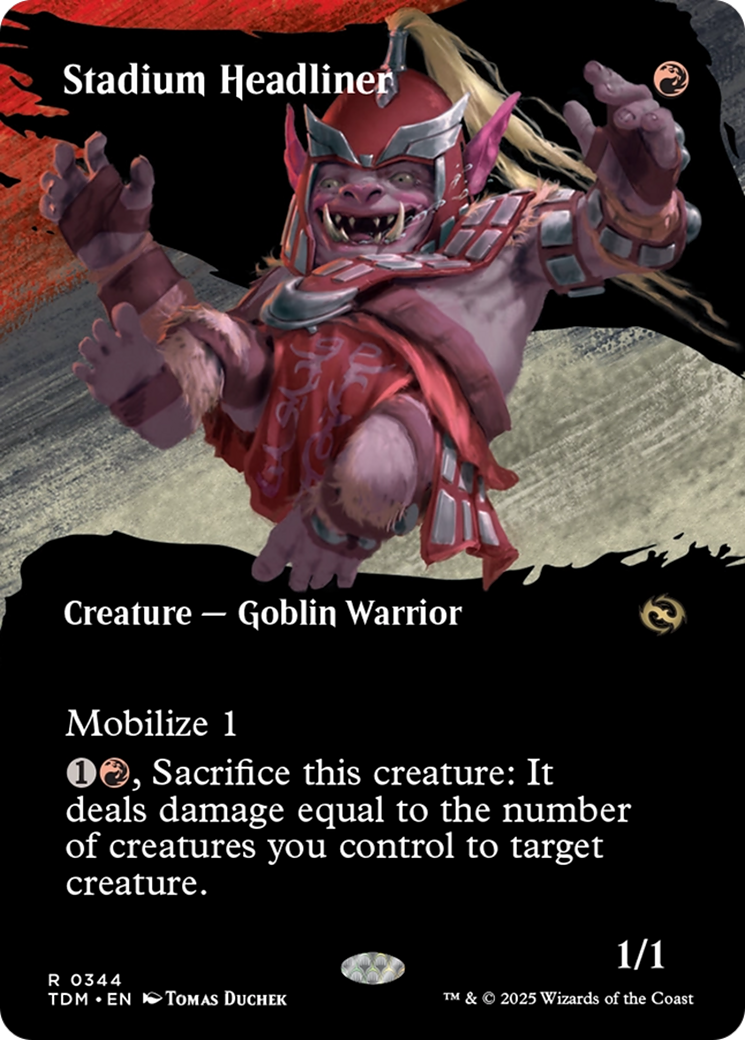 Stadium Headliner
Creature — Goblin Warrior
Mobilize 1
1, Sacrifice this creature: It
deals damage equal to the number
of creatures you control to target
creature.
1/1
R 0344
TDM • EN Tomas Duchek
™ & © 2025 Wizards of the Coast